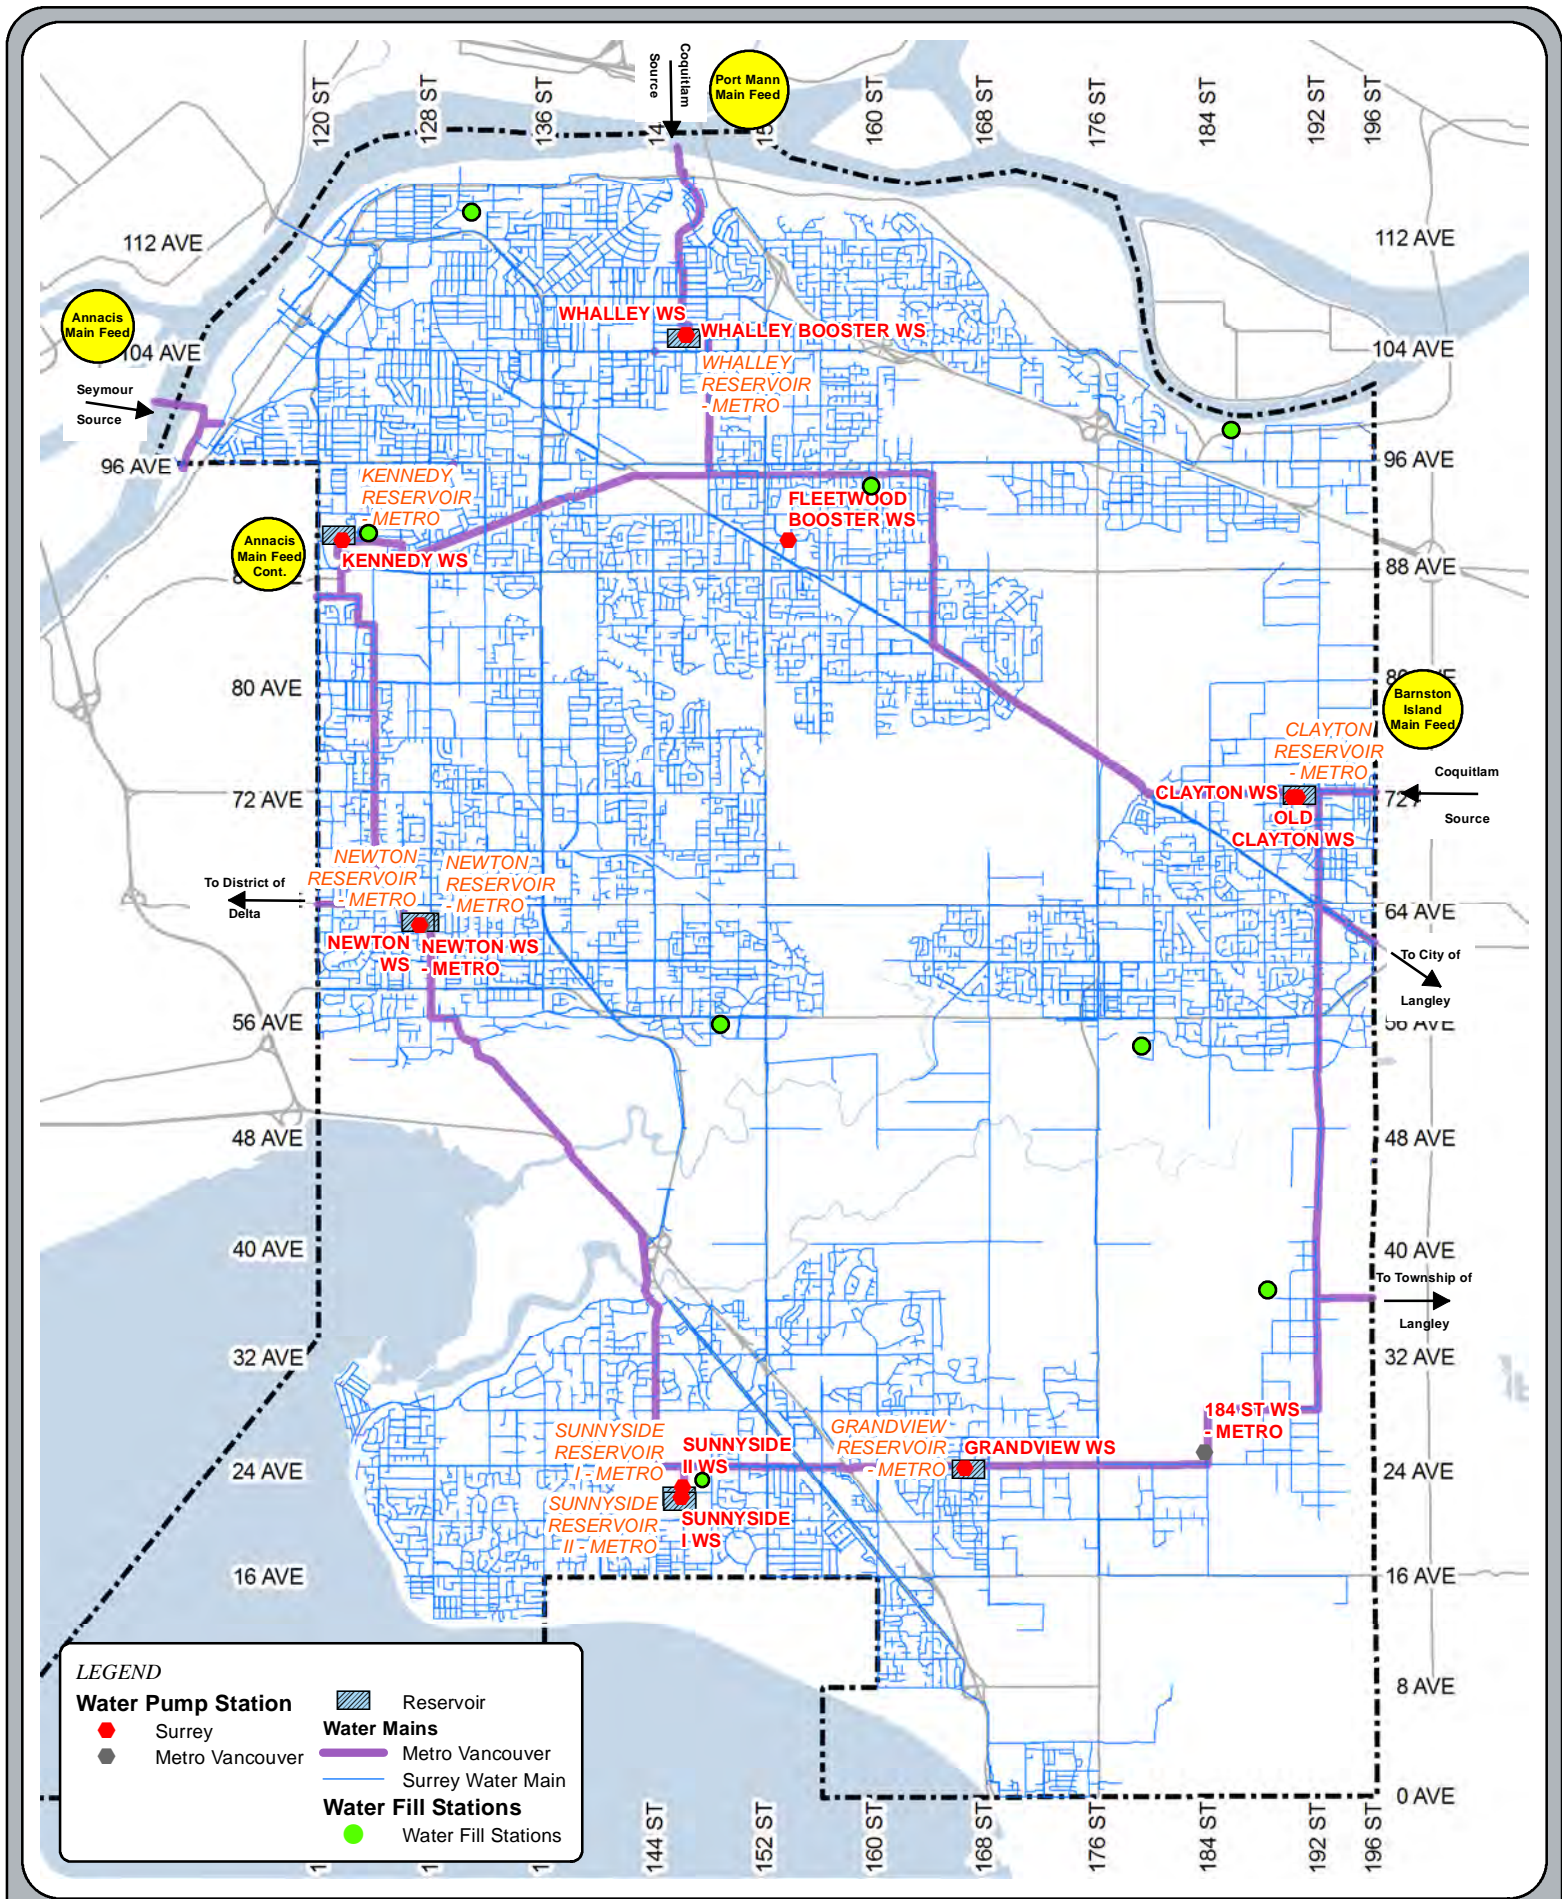 120 ST
128 ST
136 ST
Coquitlam
Source
Port Mann
Main Feed
160 ST
168 ST
176 ST
184 ST
192 ST
196 ST
112 AVE
112 AVE
Annacis
Main Feed
104 AVE
104 AVE
WHALLEY WS
WHALLEY BOOSTER WS
WHALLEY
RESERVOIR
- METRO
Seymour
Source
96 AVE
96 AVE
KENNEDY
RESERVOIR
- METRO
FLEETWOOD
BOOSTER WS
Annacis
Main Feed
Cont.
KENNEDY WS
88 AVE
80 AVE
Barnston
Island
Main Feed
CLAYTON
RESERVOIR
- METRO
Coquitlam
Source
72 AVE
72
CLAYTON WS
OLD
CLAYTON WS
NEWTON
RESERVOIR
- METRO
NEWTON
RESERVOIR
- METRO
To District of
Delta
64 AVE
NEWTON
WS
NEWTON WS
- METRO
To City of
Langley
56 AVE
56 AVE
48 AVE
48 AVE
40 AVE
40 AVE
To Township of
Langley
32 AVE
32 AVE
184 ST WS
- METRO
SUNNYSIDE
RESERVOIR
I - METRO
SUNNYSIDE
II WS
GRANDVIEW
RESERVOIR
- METRO
GRANDVIEW WS
24 AVE
24 AVE
SUNNYSIDE
RESERVOIR
II - METRO
SUNNYSIDE
I WS
16 AVE
16 AVE
8 AVE
0 AVE
LEGEND
Water Pump Station
Surrey
Metro Vancouver
Reservoir
Water Mains
Metro Vancouver
Surrey Water Main
Water Fill Stations
Water Fill Stations
144 ST
152 ST
160 ST
168 ST
176 ST
184 ST
192 ST
196 ST